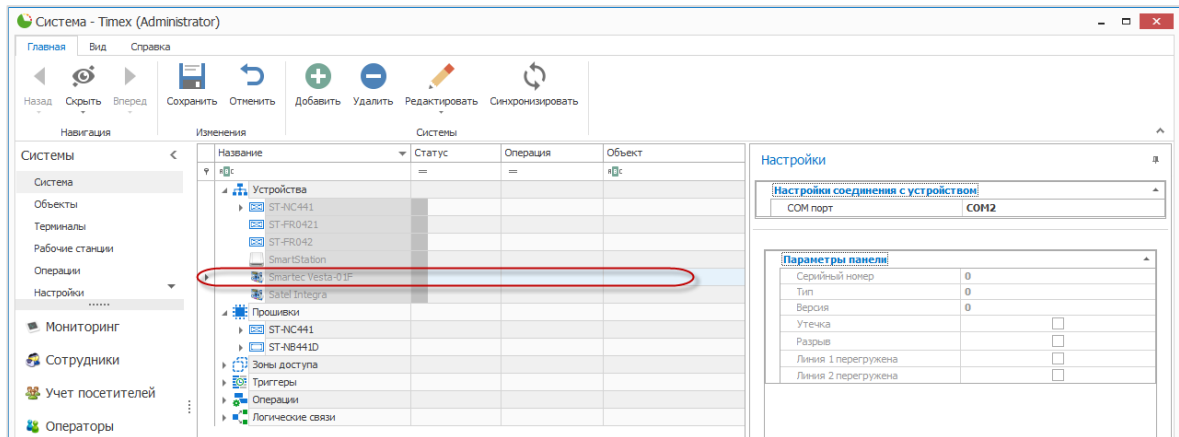 Система - Timex (Administrator)
Главная Вид Справка
Назад Скрыть Вперед Сохранить Отменить Добавить Удалить Редактировать Синхронизировать
Навигация Изменения Системы
Системы
Система
Объекты
Терминалы
Рабочие станции
Операции
Настройки
Мониторинг
Сотрудники
Учет посетителей
Операторы
Название Статус Операция Объект
= =
Устройства
ST-NC441
ST-FR0421
ST-FR042
SmartStation
Smartec Vesta-01F
Satel Integra
Прошивки
ST-NC441
ST-NB441D
Зоны доступа
Триггеры
Операции
Логические связи
Настройки
Настройки соединения с устройством
COM порт COM2
Параметры панели
Серийный номер 0
Тип 0
Версия 0
Утечка
Разрыв
Линия 1 перегружена
Линия 2 перегружена